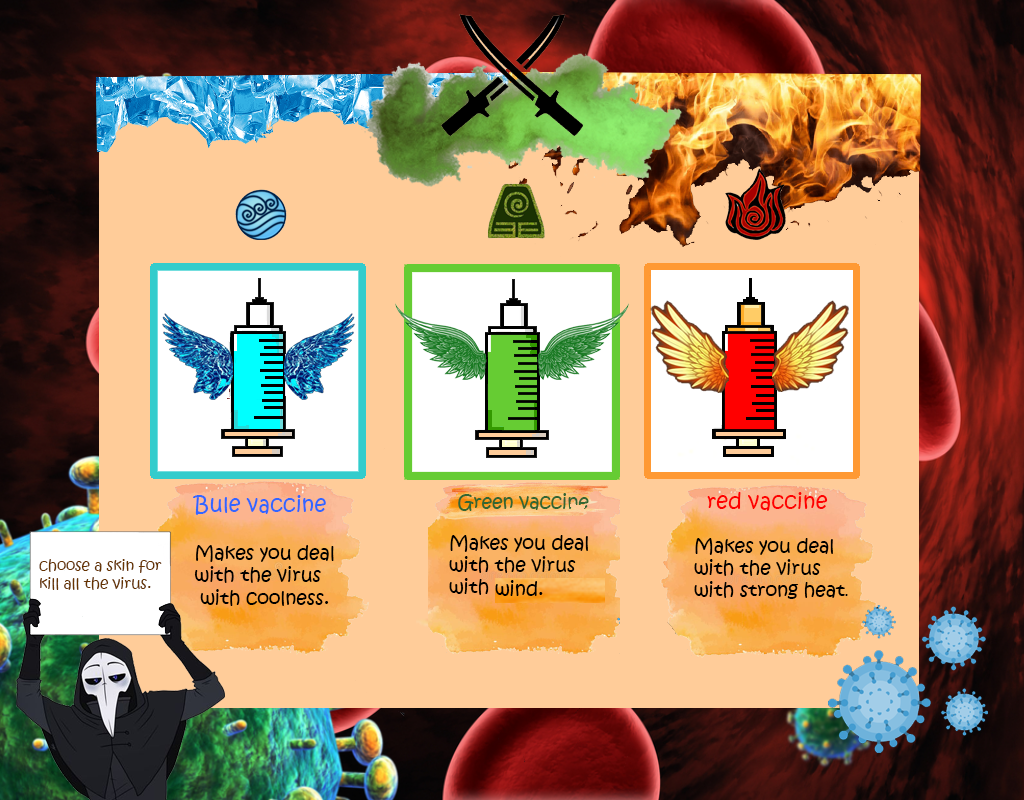 Bule vaccine
Makes you deal
with the virus
with coolness.
Green vaccine
Makes you deal
with the virus
with wind.
red vaccine
Makes you deal
with the virus
with strong heat.
Choose a skin for
kill all the virus.